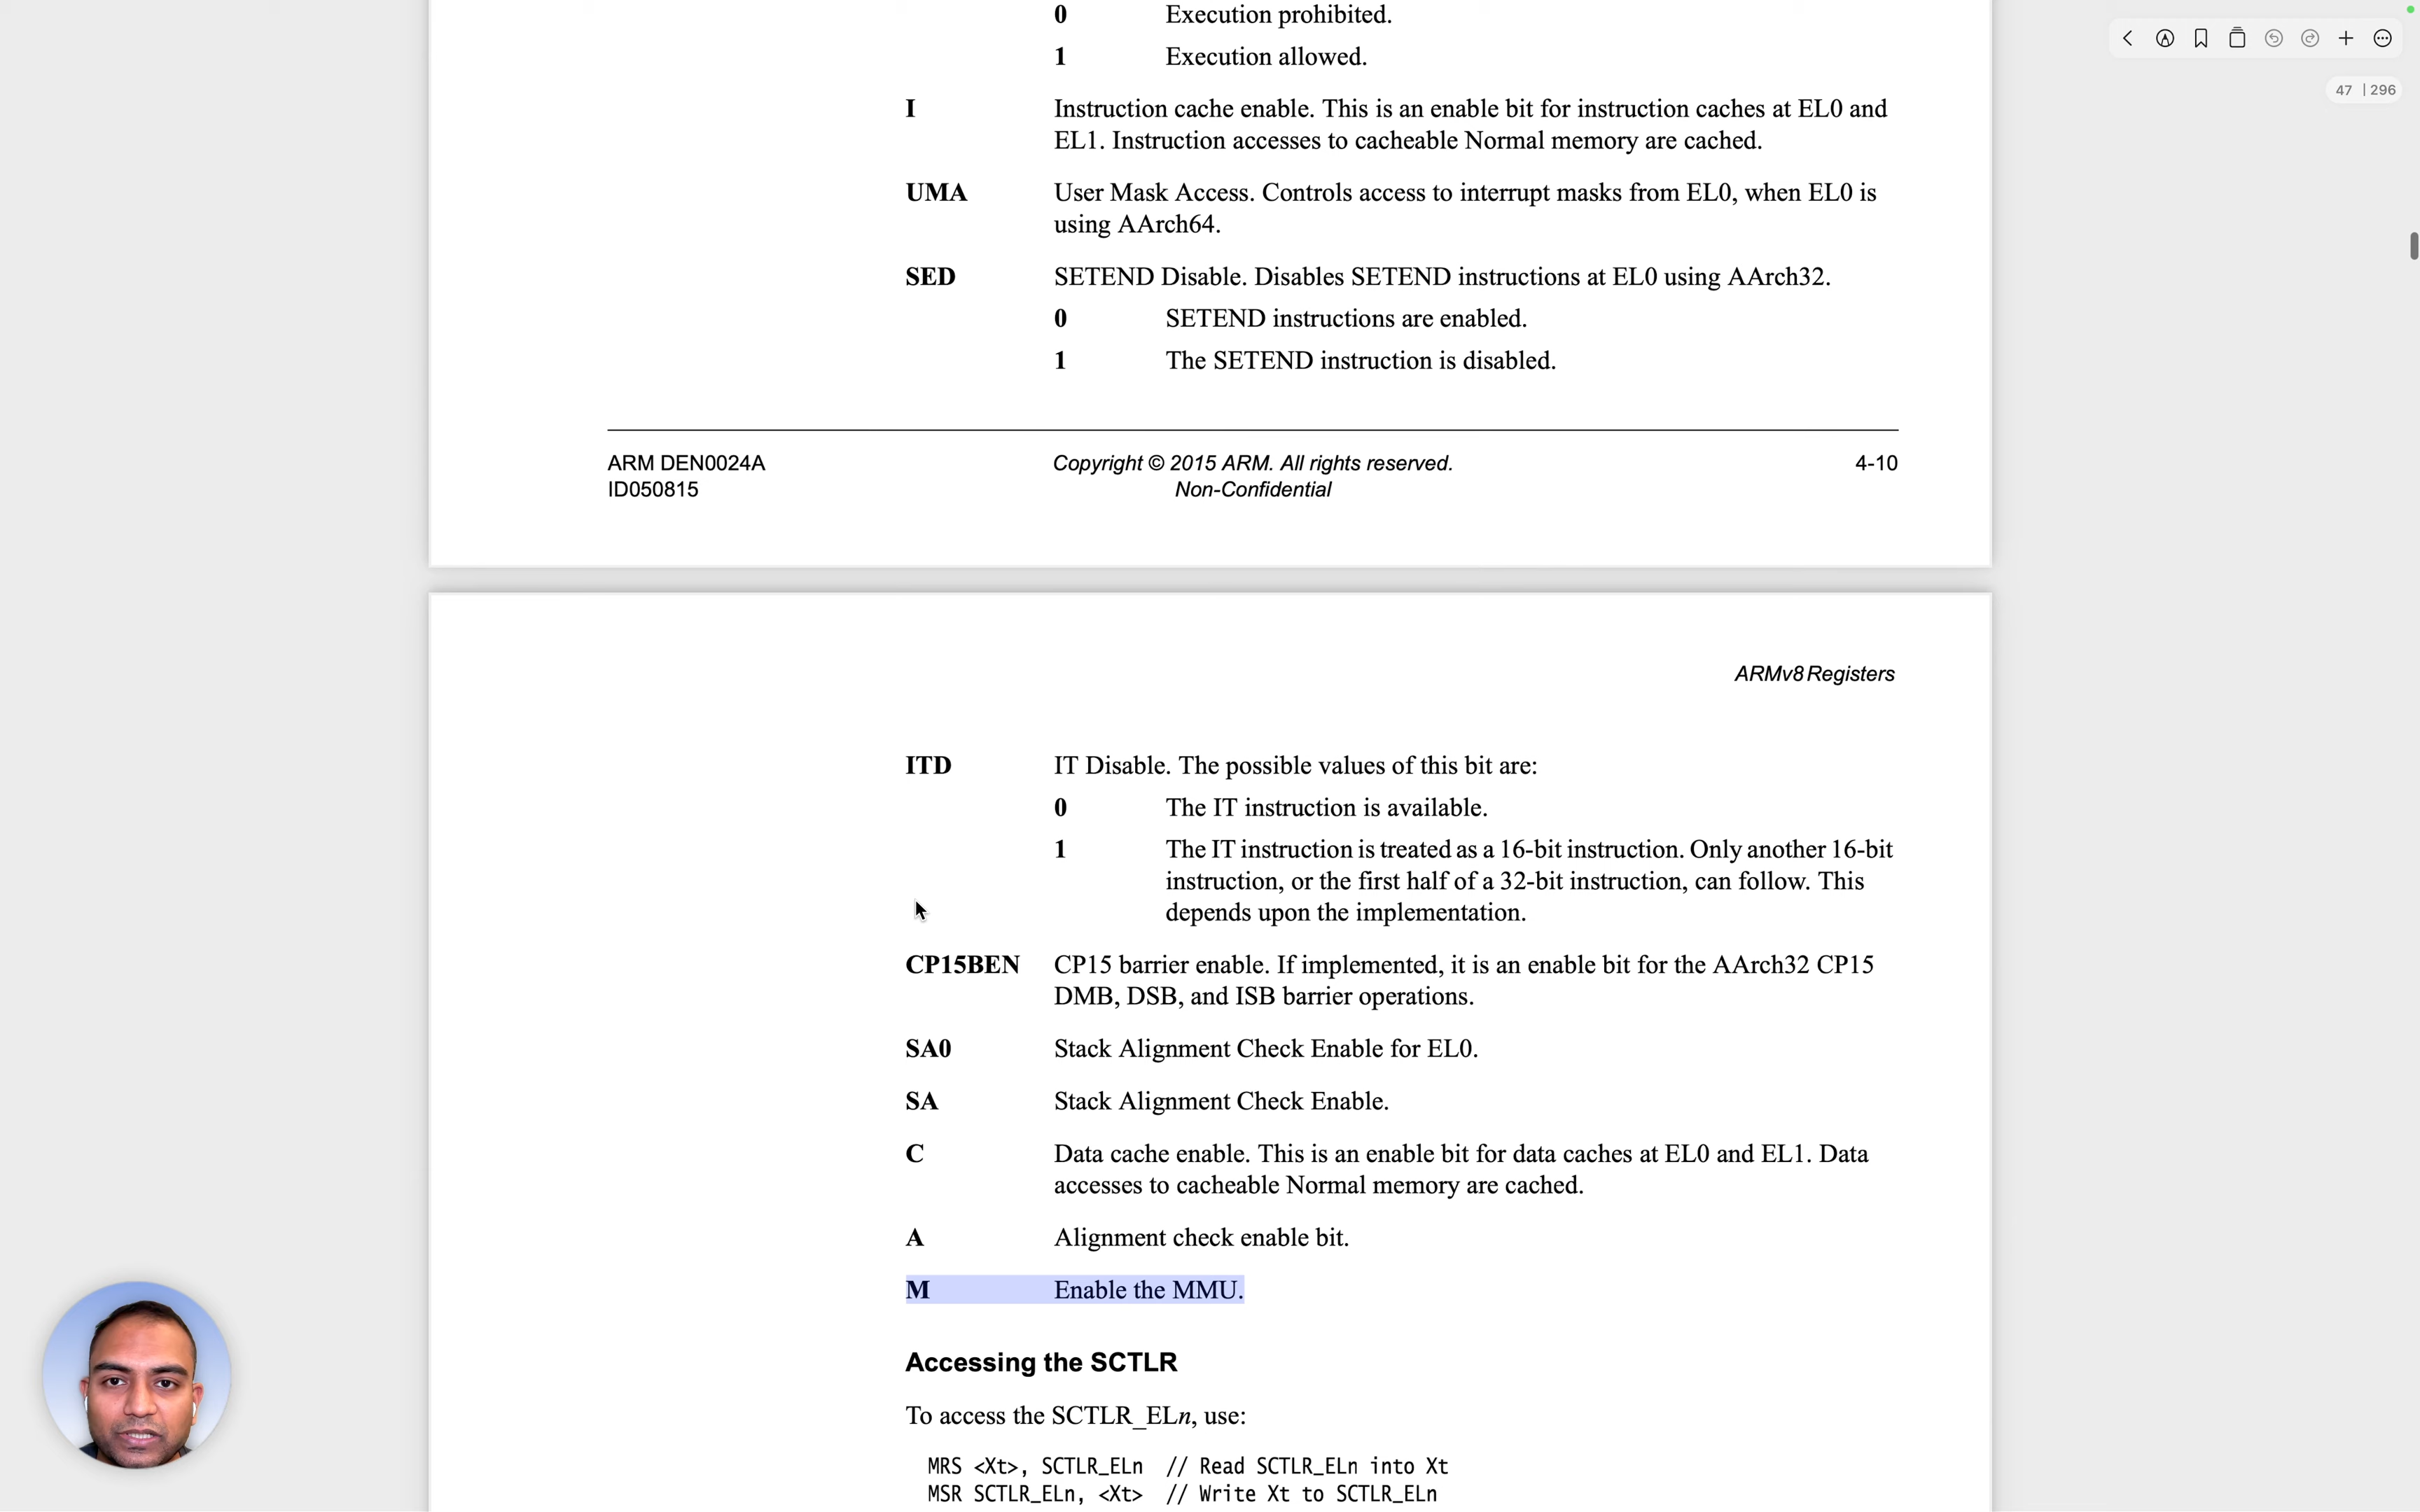 47 | 296
0 Execution prohibited.
1 Execution allowed.
I Instruction cache enable. This is an enable bit for instruction caches at EL0 and
EL1. Instruction accesses to cacheable Normal memory are cached.
UMA User Mask Access. Controls access to interrupt masks from EL0, when EL0 is
using AArch64.
SED SETEND Disable. Disables SETEND instructions at EL0 using AArch32.
0 SETEND instructions are enabled.
1 The SETEND instruction is disabled.
ARM DEN0024A Copyright © 2015 ARM. All rights reserved. 4-10
ID050815 Non-Confidential
ARMv8 Registers
ITD IT Disable. The possible values of this bit are:
0 The IT instruction is available.
1 The IT instruction is treated as a 16-bit instruction. Only another 16-bit
instruction, or the first half of a 32-bit instruction, can follow. This
depends upon the implementation.
CP15BEN CP15 barrier enable. If implemented, it is an enable bit for the AArch32 CP15
DMB, DSB, and ISB barrier operations.
SA0 Stack Alignment Check Enable for EL0.
SA Stack Alignment Check Enable.
C Data cache enable. This is an enable bit for data caches at EL0 and EL1. Data
accesses to cacheable Normal memory are cached.
A Alignment check enable bit.
M Enable the MMU.
Accessing the SCTLR
To access the SCTLR_ELn, use:
MRS <Xt>, SCTLR_ELn // Read SCTLR_ELn into Xt
MSR SCTLR_ELn, <Xt> // Write Xt to SCTLR_ELn